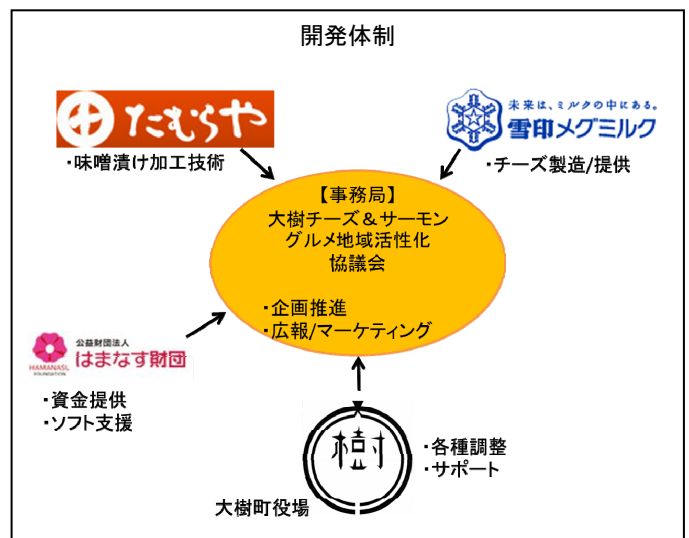 開発体制
たむらや
・味噌漬け加工技術
未来は、ミルクの中にある。
雪印メグミルク
・チーズ製造/提供
【事務局】
大樹チーズ＆サーモン
グルメ地域活性化
協議会
・企画推進
・広報/マーケティング
公益財団法人
はまなす財団
HAMANASU
FOUNDATION
・資金提供
・ソフト支援
樹
・各種調整
・サポート
大樹町役場